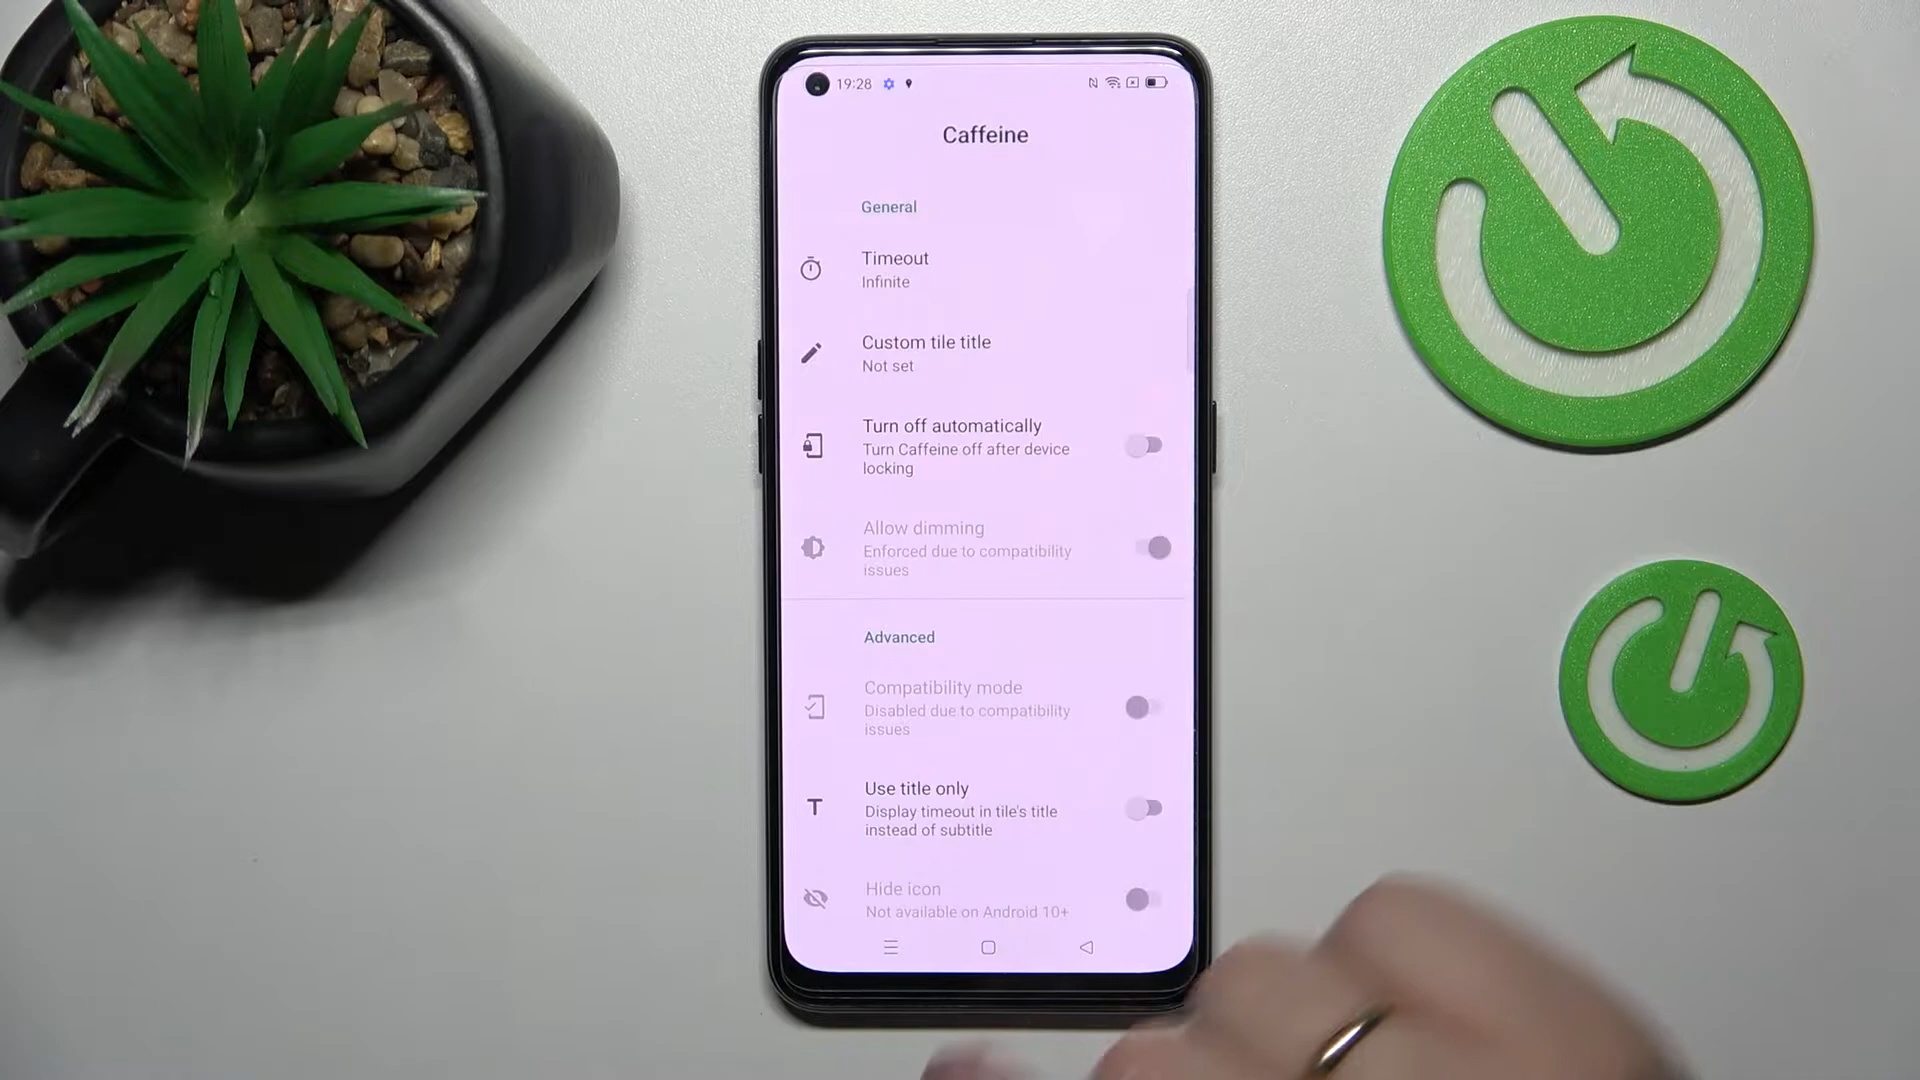 19:28
Caffeine
General
Timeout
Infinite
Custom tile title
Not set
Turn off automatically
Turn Caffeine off after device
locking
Allow dimming
Enforced due to compatibility
issues
Advanced
Compatibility mode
Disabled due to compatibility
issues
Use title only
Display timeout in tile's title
instead of subtitle
Hide icon
Not available on Android 10+